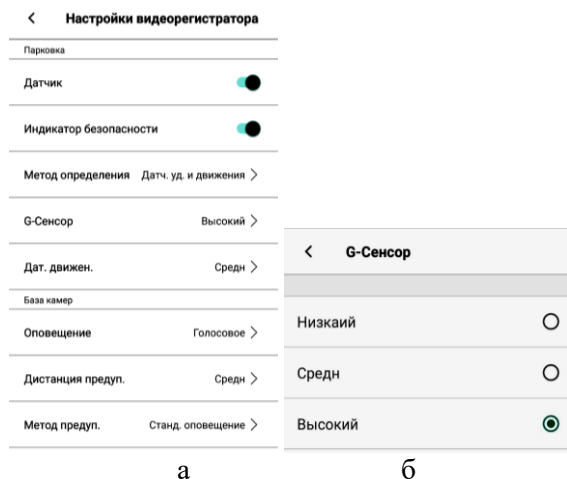 Настройки видеорегистратора
Парковка
Датчик
Индикатор безопасности
Метод определения Датч. уд. и движения
G-Сенсор Высокий
Дат. движен. Средн
База камер
Оповещение Голосовое
Дистанция предуп. Средн
Метод предуп. Станд. оповещение
а
G-Сенсор
Низкаий
Средн
Высокий
б